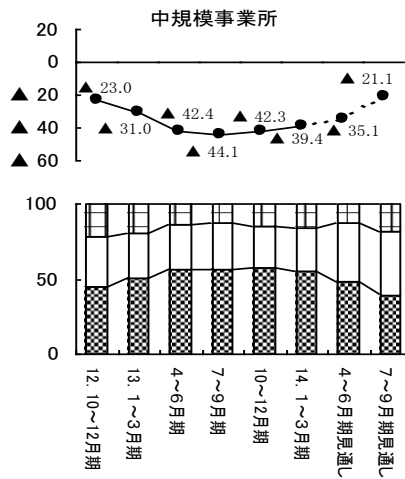 中規模事業所
20
0
▲ 20
▲ 40
▲ 60
▲ 23.0
▲ 31.0
▲ 42.4
▲ 44.1
▲ 42.3
▲ 39.4
▲ 35.1
▲ 21.1
100
50
0
12. 10～12月期
13. 1～3月期
4～6月期
7～9月期
10～12月期
14. 1～3月期
4～6月期見通し
7～9月期見通し